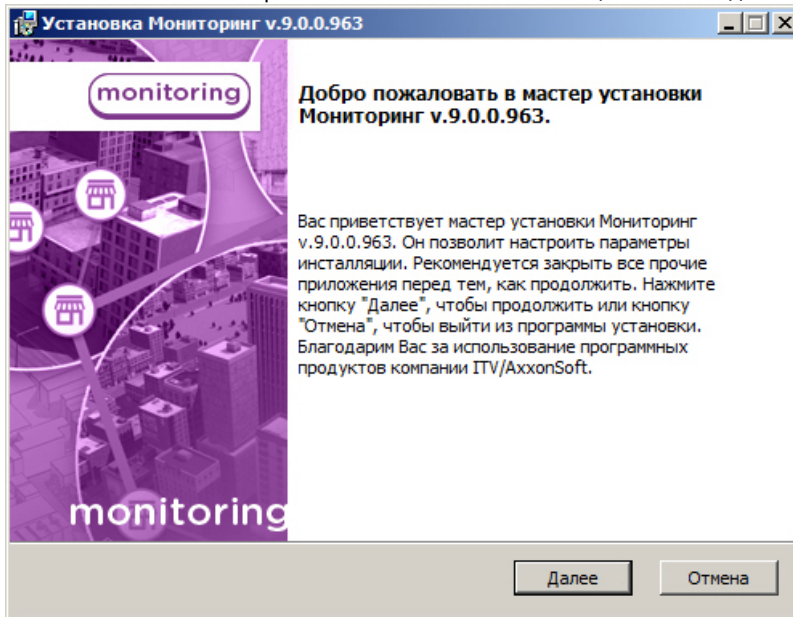 Установка Мониторинг v.9.0.0.963
monitoring
Добро пожаловать в мастер установки
Мониторинг v.9.0.0.963.
Вас приветствует мастер установки Мониторинг
v.9.0.0.963. Он позволит настроить параметры
инсталляции. Рекомендуется закрыть все прочие
приложения перед тем, как продолжить. Нажмите
кнопку "Далее", чтобы продолжить или кнопку
"Отмена", чтобы выйти из программы установки.
Благодарим Вас за использование программных
продуктов компании ITV/AxxonSoft.
monitoring
Далее
Отмена